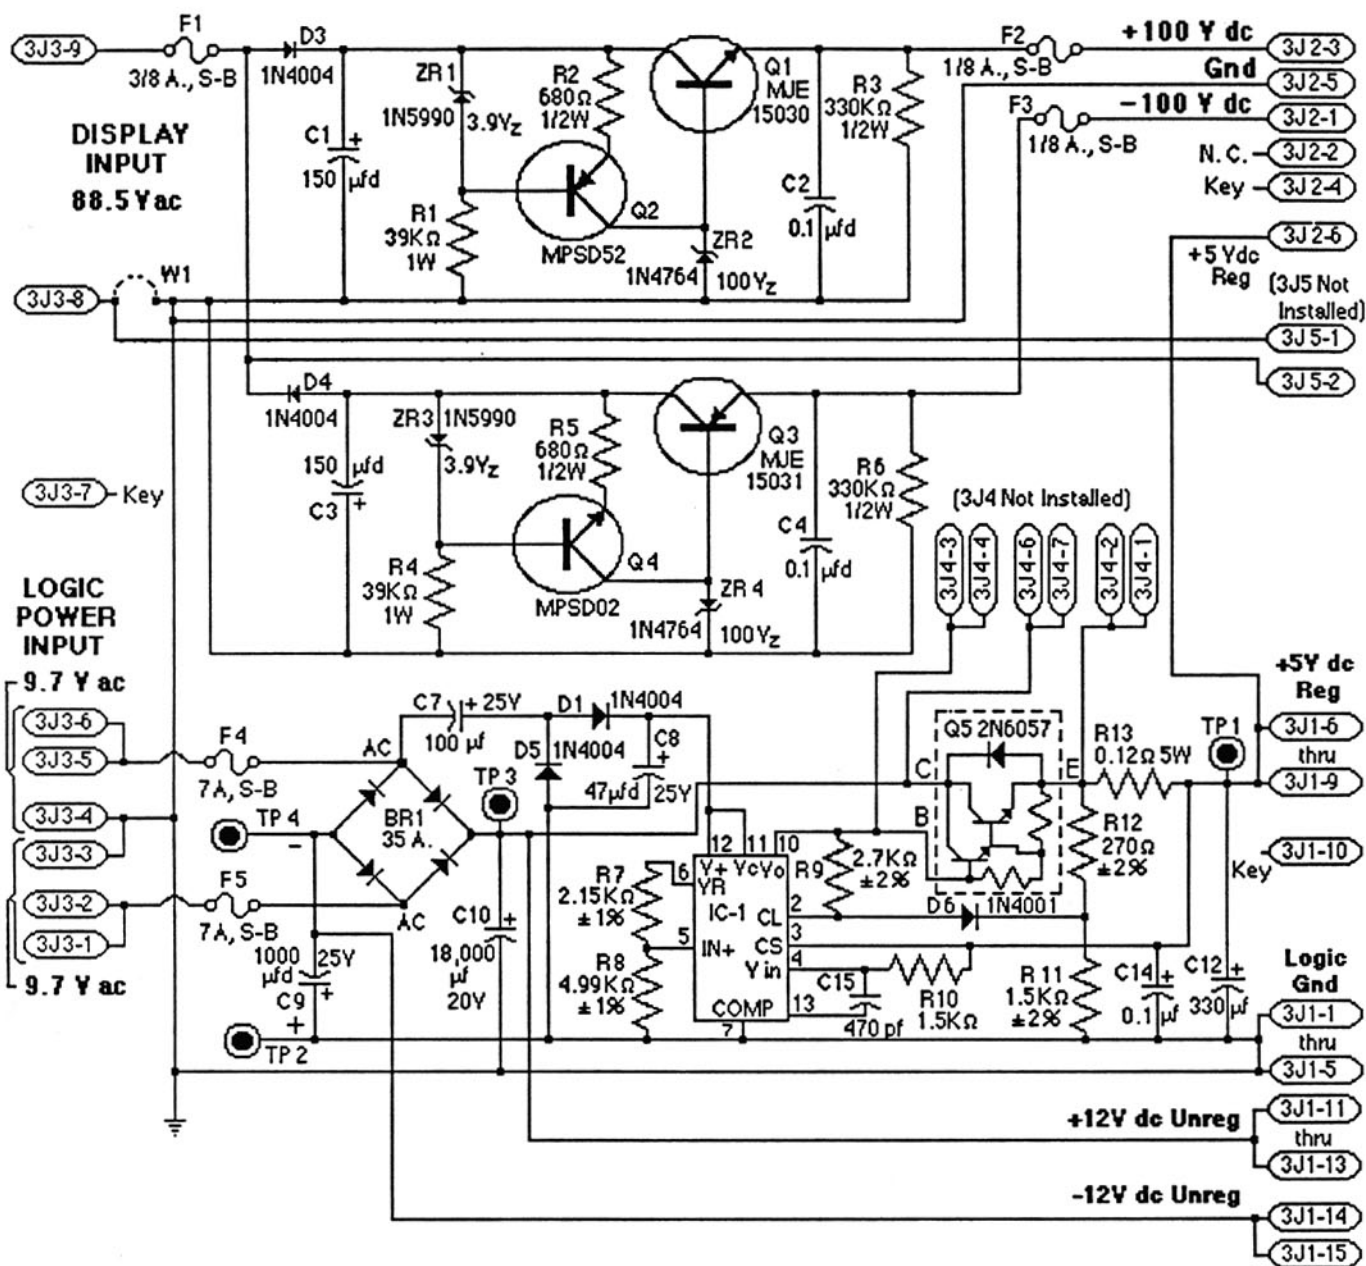 3J3-9
F1
3/8 A., S-B
D3
1N4004
ZR1
1N5990
3.9Vz
R2
680Ω
1/2W
Q1
MJE
15030
R3
330KΩ
1/2W
F2
1/8 A., S-B
+100 V dc
3J2-3
Gnd
3J2-5
F3
1/8 A., S-B
-100 V dc
3J2-1
N.C.
3J2-2
Key
3J2-4
DISPLAY
INPUT
88.5 Vac
C1
+
150 µfd
R1
39KΩ
1W
Q2
MPSD52
ZR2
1N4764
100Vz
C2
0.1 µfd
3J2-6
+5 Vdc
Reg
(3J5 Not
Installed)
3J5-1
3J5-2
3J3-8
W1
D4
1N4004
ZR3
1N5990
3.9Vz
R5
680Ω
1/2W
Q3
MJE
15031
R6
330KΩ
1/2W
150 µfd
C3
+
3J3-7
Key
R4
39KΩ
1W
Q4
MPSD02
ZR4
1N4764
100Vz
C4
0.1 µfd
(3J4 Not Installed)
3J4-3
3J4-4
3J4-6
3J4-7
3J4-2
3J4-1
LOGIC
POWER
INPUT
9.7 V ac
3J3-6
3J3-5
F4
7A, S-B
3J3-4
3J3-3
3J3-2
3J3-1
F5
7A, S-B
9.7 V ac
C7
+ 25V
100 µf
D1
1N4004
D5
1N4004
C8
+
47µfd
25V
AC
BR1
35 A.
AC
TP3
TP4
-
C10
+
18,000
µf
20V
1000
µfd
25V
C9
+
+
TP2
R7
2.15KΩ
±1%
R8
4.99KΩ
±1%
12
11
10
V+
Vc
Vo
6
VR
IC-1
2
CL
3
CS
5
IN+
4
V in
COMP
13
7
R9
2.7KΩ
±2%
C15
470 pf
R10
1.5KΩ
D6
1N4001
Q5 2N6057
C
B
E
R13
0.12Ω 5W
R12
270Ω
±2%
R11
1.5KΩ
±2%
C14
+
0.1
µf
C12
+
330
µf
TP1
+5V dc
Reg
3J1-6
thru
3J1-9
Key
3J1-10
Logic
Gnd
3J1-1
thru
3J1-5
+12V dc Unreg
3J1-11
thru
3J1-13
-12V dc Unreg
3J1-14
3J1-15